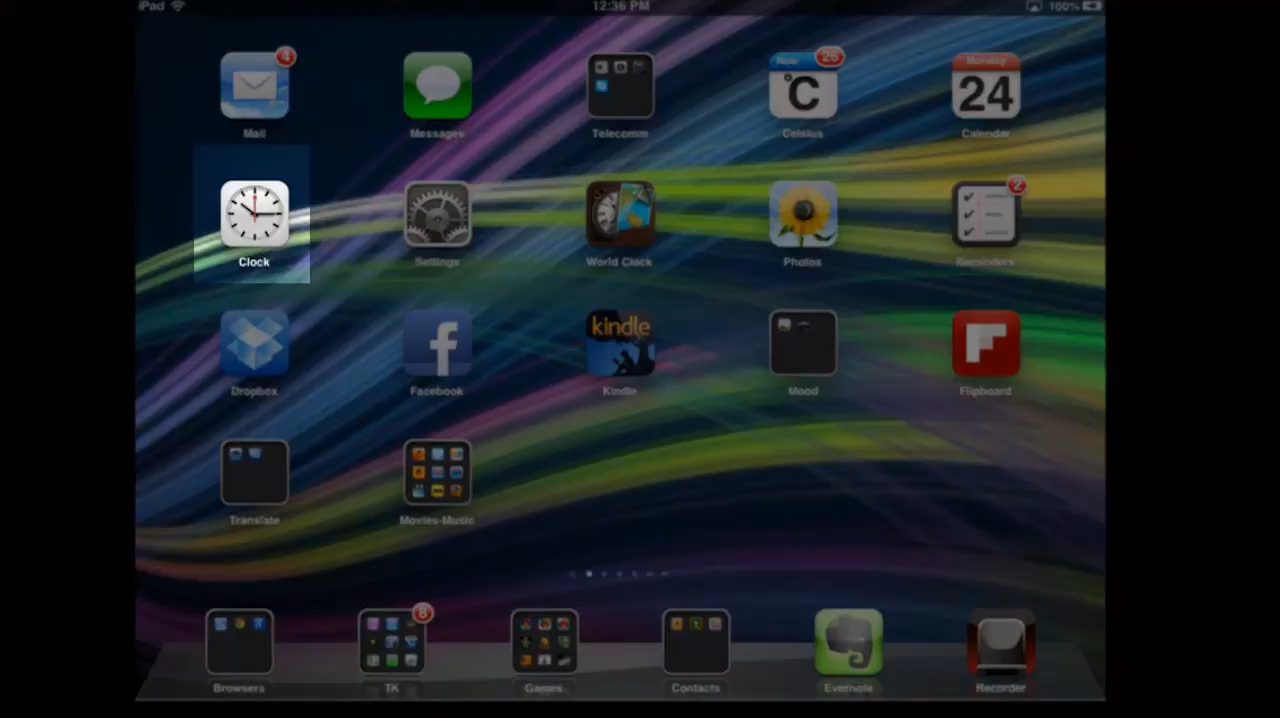 iPad 12:36 PM 100%
4 Now 26 Monday
°C 24
Mail Messages Telecomm Celsius Calendar
2
Clock Settings World Clock Photos Reminders
kindle
Dropbox Facebook Kindle Mood Flipboard
Translate Movies-Music
8
Browsers TK Games Contacts Evernote Recorder